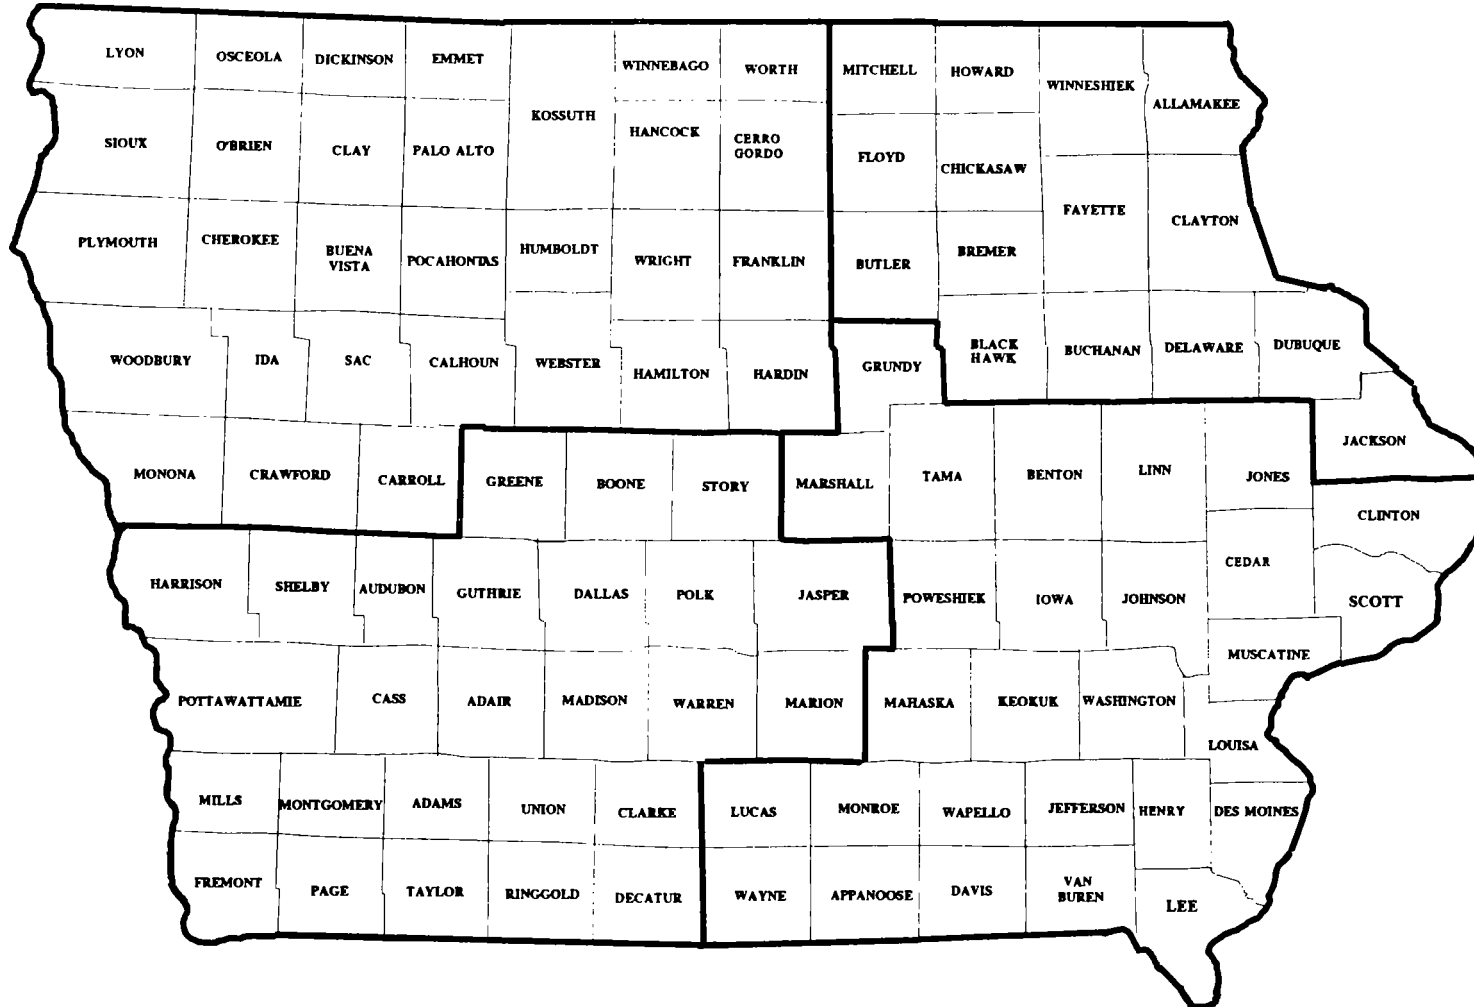 LYON
OSCEOLA
DICKINSON
EMMET
KOSSUTH
WINNEBAGO
WORTH
MITCHELL
HOWARD
WINNESHIEK
ALLAMAKEE
SIOUX
O'BRIEN
CLAY
PALO ALTO
HANCOCK
CERRO
GORDO
FLOYD
CHICKASAW
FAYETTE
CLAYTON
PLYMOUTH
CHEROKEE
BUENA
VISTA
POCAHONTAS
HUMBOLDT
WRIGHT
FRANKLIN
BUTLER
BREMER
WOODBURY
IDA
SAC
CALHOUN
WEBSTER
HAMILTON
HARDIN
GRUNDY
BLACK
HAWK
BUCHANAN
DELAWARE
DUBUQUE
MONONA
CRAWFORD
CARROLL
GREENE
BOONE
STORY
MARSHALL
TAMA
BENTON
LINN
JONES
JACKSON
CLINTON
HARRISON
SHELBY
AUDUBON
GUTHRIE
DALLAS
POLK
JASPER
POWESHIEK
IOWA
JOHNSON
CEDAR
SCOTT
MUSCATINE
POTTAWATTAMIE
CASS
ADAIR
MADISON
WARREN
MARION
MAHASKA
KEOKUK
WASHINGTON
LOUISA
MILLS
MONTGOMERY
ADAMS
UNION
CLARKE
LUCAS
MONROE
WAPELLO
JEFFERSON
HENRY
DES MOINES
FREMONT
PAGE
TAYLOR
RINGGOLD
DECATUR
WAYNE
APPANOOSE
DAVIS
VAN
BUREN
LEE